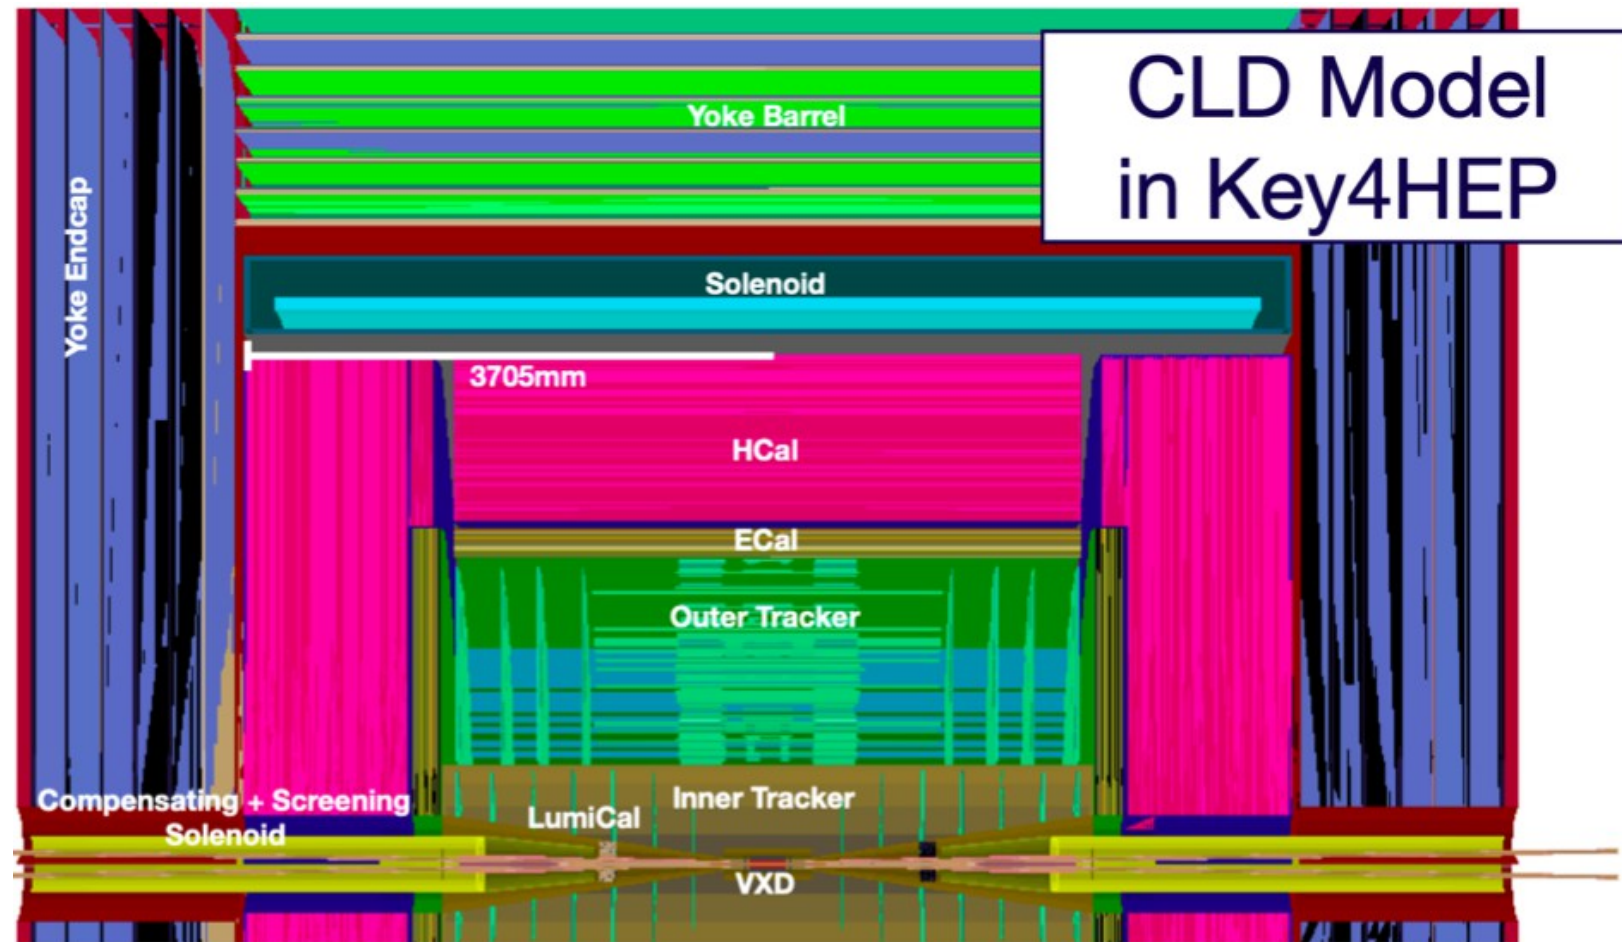 CLD Model
in Key4HEP
Yoke Barrel
Yoke Endcap
Solenoid
3705mm
HCal
ECal
Outer Tracker
Inner Tracker
Compensating + Screening
Solenoid
LumiCal
VXD